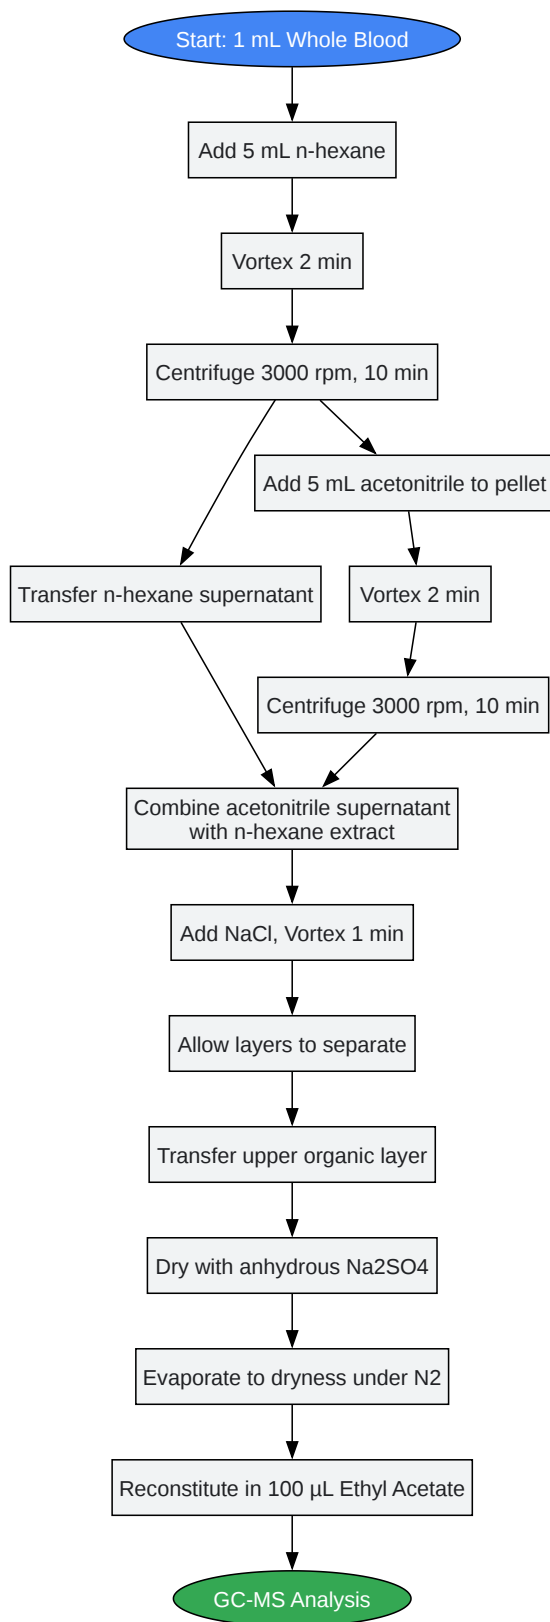 Start: 1 mL Whole Blood
Add 5 mL n-hexane
Vortex 2 min
Centrifuge 3000 rpm, 10 min
Add 5 mL acetonitrile to pellet
Transfer n-hexane supernatant
Vortex 2 min
Centrifuge 3000 rpm, 10 min
Combine acetonitrile supernatant
with n-hexane extract
Add NaCl, Vortex 1 min
Allow layers to separate
Transfer upper organic layer
Dry with anhydrous Na2SO4
Evaporate to dryness under N2
Reconstitute in 100 µL Ethyl Acetate
GC-MS Analysis